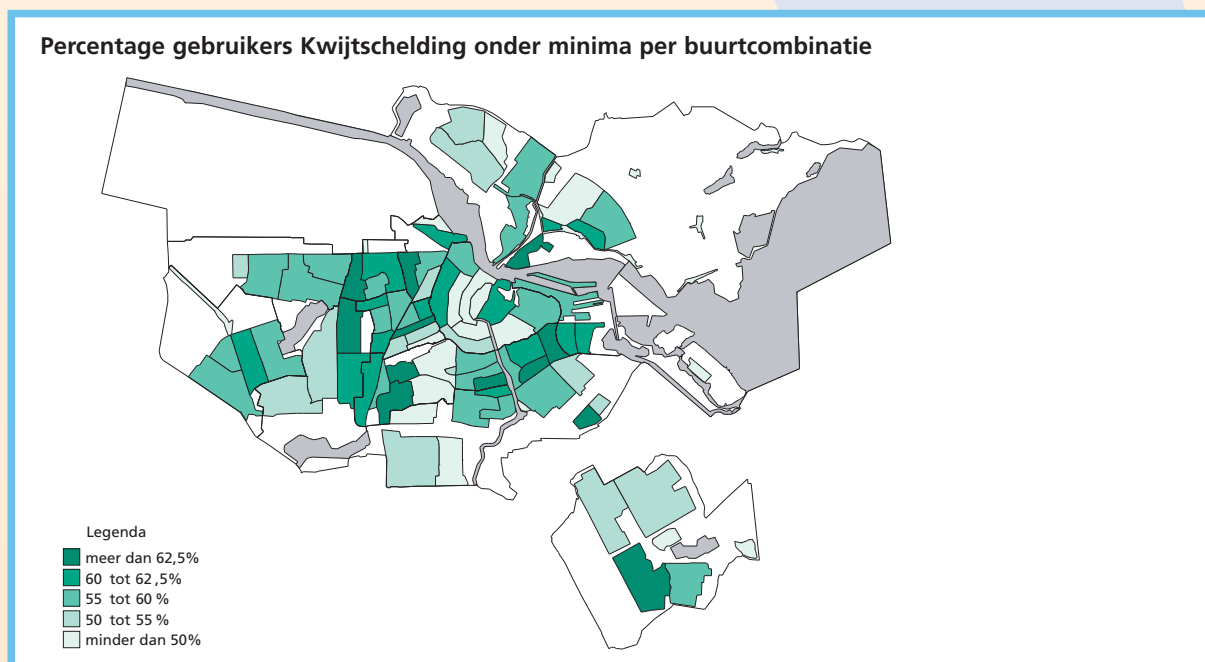 Percentage gebruikers Kwijtschelding onder minima per buurtcombinatie
Legenda
meer dan 62,5%
60 tot 62,5%
55 tot 60 %
50 tot 55 %
minder dan 50%